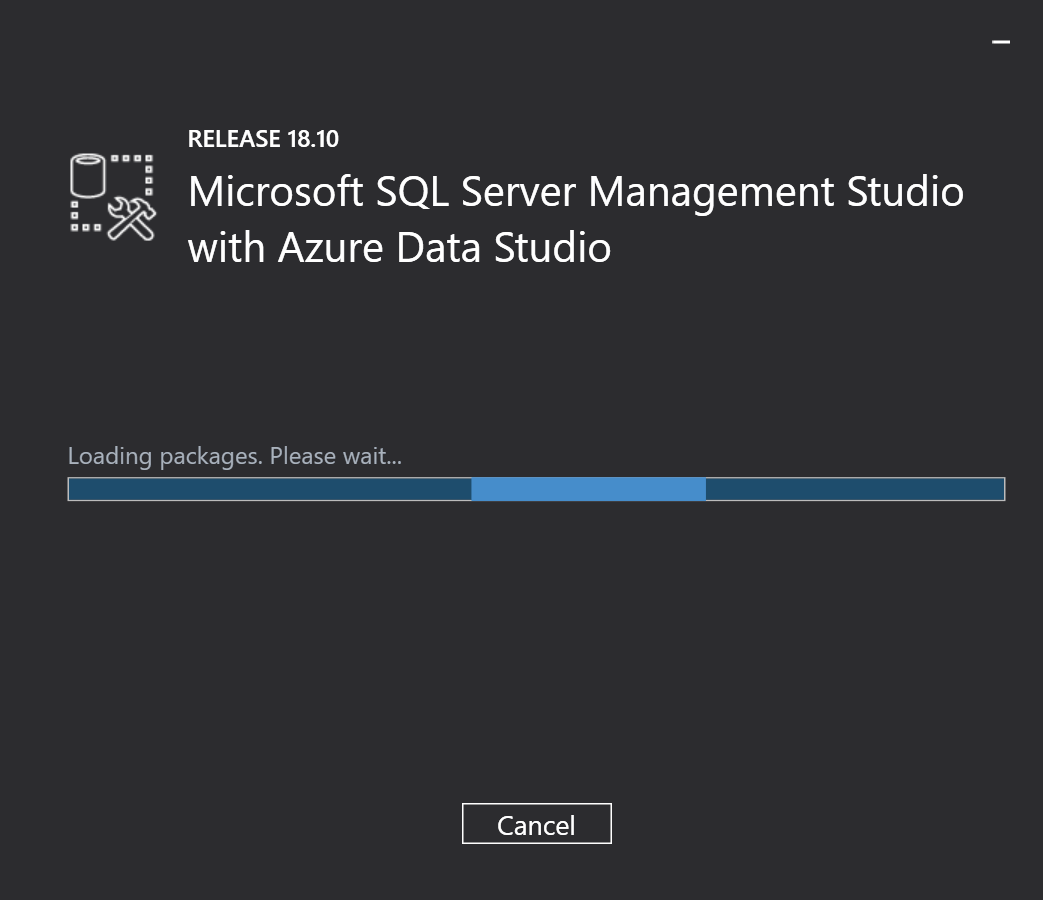 RELEASE 18.10
Microsoft SQL Server Management Studio
with Azure Data Studio
Loading packages. Please wait...
Cancel